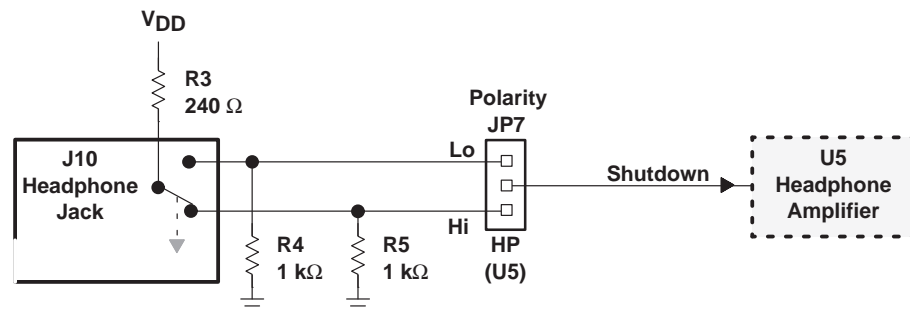 VDD
R3
240 Ω
Polarity
JP7
J10
Headphone
Jack
Lo
Hi
Shutdown
U5
Headphone
Amplifier
R4
1 kΩ
R5
1 kΩ
HP
(U5)